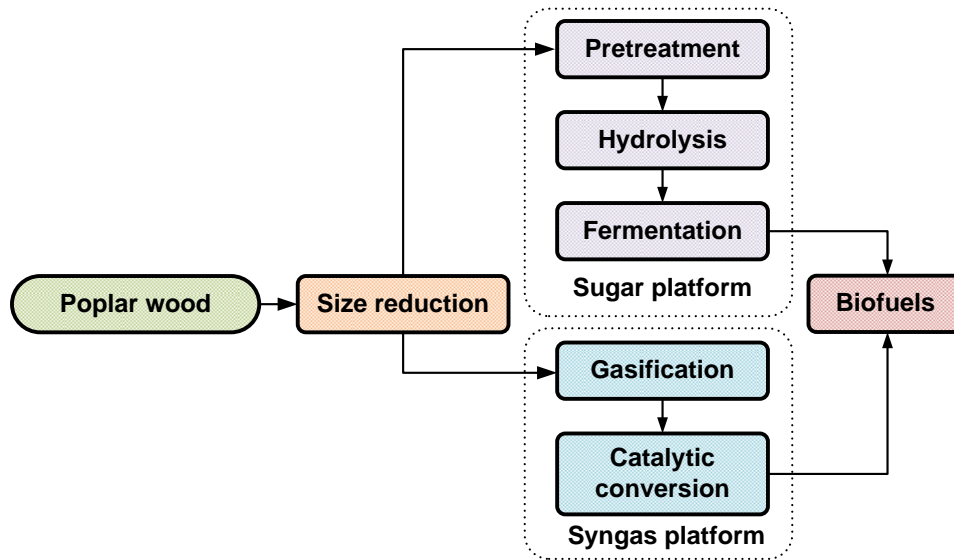 Pretreatment
Hydrolysis
Fermentation
Sugar platform
Poplar wood
Size reduction
Biofuels
Gasification
Catalytic
conversion
Syngas platform